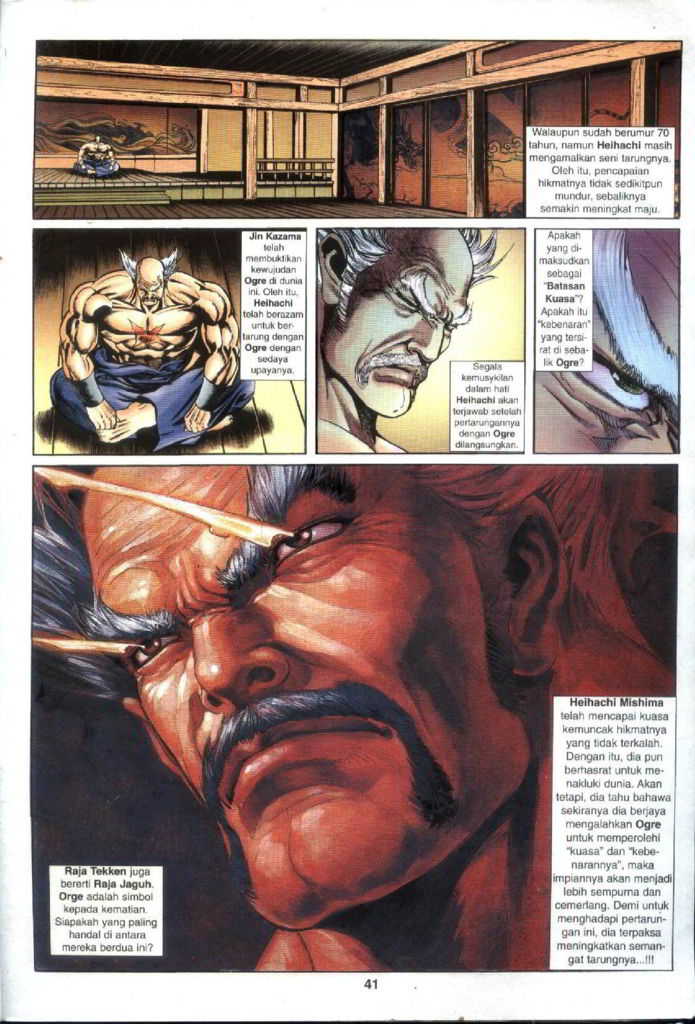 Walaupun sudah berumur 70
tahun, namun Heihachi masih
mengamalkan seni tarungnya.
Oleh itu, pencapaian
hikmatnya tidak sedikitpun
mundur, sebaliknya
semakin meningkat maju.
Jin Kazama
telah
membuktikan
kewujudan
Ogre di dunia
ini. Oleh itu,
Heihachi
telah berazam
untuk ber-
tarung dengan
Ogre dengan
sedaya
upayanya.
Segala
kemusykilan
dalam hati
Heihachi akan
terjawab setelah
pertarungannya
dengan Ogre
dilangsungkan.
Apakah
yang di-
maksudkan
sebagai
"Batasan
Kuasa"?
Apakah itu
"kebenaran"
yang tersi-
rat di seba-
lik Ogre?
Raja Tekken juga
bererti Raja Jaguh.
Orge adalah simbol
kepada kematian.
Siapakah yang paling
handal di antara
mereka berdua ini?
Heihachi Mishima
telah mencapai kuasa
kemuncak hikmatnya
yang tidak terkalah.
Dengan itu, dia pun
berhasrat untuk me-
nakluki dunia. Akan
tetapi, dia tahu bahawa
sekiranya dia berjaya
mengalahkan Ogre
untuk memperolehi
"kuasa" dan "kebe-
narannya", maka
impiannya akan menjadi
lebih sempurna dan
cemerlang. Demi untuk
menghadapi pertarun-
gan ini, dia terpaksa
meningkatkan seman-
gat tarungnya...!!!
41